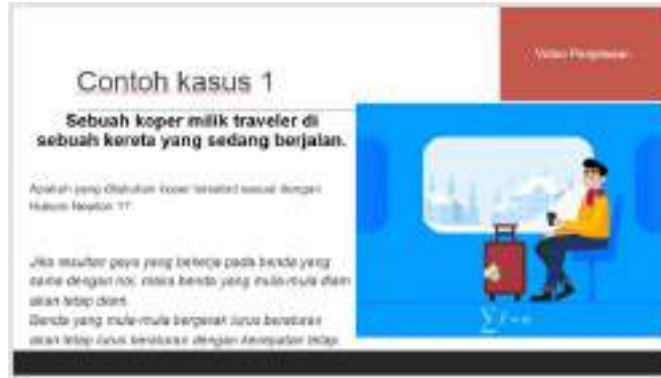 Video Penjelasan
Contoh kasus 1
Sebuah koper milik traveler di
sebuah kereta yang sedang berjalan.
Apakah yang dilakukan koper tersebut sesuai dengan
Hukum Newton 1?
Jika resultan gaya yang bekerja pada benda yang
sama dengan nol, maka benda yang mula-mula diam
akan tetap diam.
Benda yang mula-mula bergerak lurus beraturan
akan tetap lurus beraturan dengan kecepatan tetap.